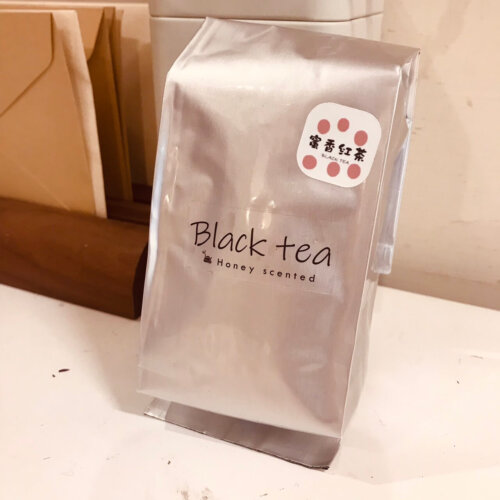 蜜香紅茶
BLACK TEA
Black tea
Honey scented